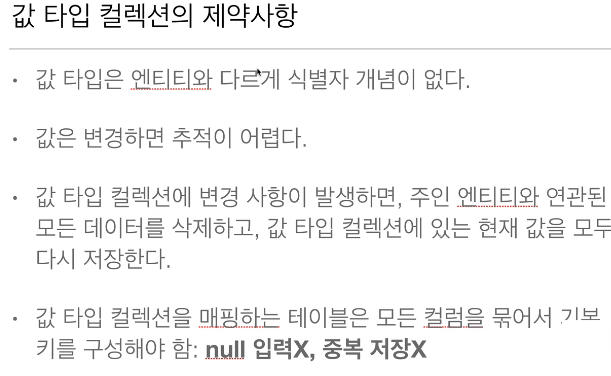 값 타입 컬렉션의 제약사항
• 값 타입은 엔티티와 다르게 식별자 개념이 없다.
• 값은 변경하면 추적이 어렵다.
• 값 타입 컬렉션에 변경 사항이 발생하면, 주인 엔티티와 연관된
모든 데이터를 삭제하고, 값 타입 컬렉션에 있는 현재 값을 모두
다시 저장한다.
• 값 타입 컬렉션을 매핑하는 테이블은 모든 컬럼을 묶어서 기본
키를 구성해야 함: null 입력X, 중복 저장X